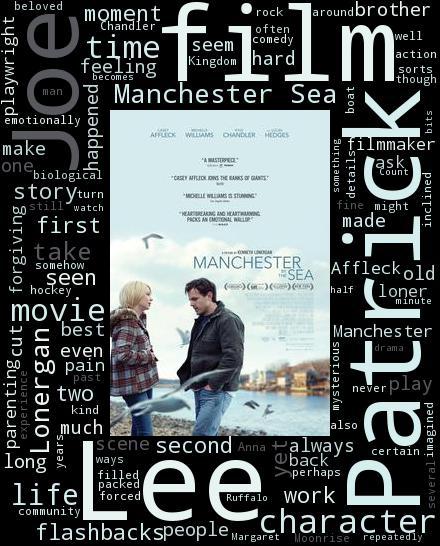 beloved
playwright
Joe
man
emotionally
make
one
biological
story
turn
still
watch
forgiving
first
take
somehow
seen
hockey
movie
cut
best
Lonergan
even
pain
parenting
experience
past
two
kind
much
long
years
moment
Chandler
time
feeling
becomes
happened
film
rock
often
comedy
seem
Kingdom
hard
around
brother
well
action
sorts
though
Manchester Sea
boat
bits
Patrick
filmmaker
something
details
ask
count
fine
might
inclined
made
Affleck
old
half
loner
minute
Manchester
drama
mysterious
never
play
also
certain
imagined
several
CASEY AFFLECK
MICHELLE WILLIAMS
KYLE CHANDLER
LUCAS HEDGES
"A MASTERPIECE."
"CASEY AFFLECK JOINS THE RANKS OF GIANTS."
"MICHELLE WILLIAMS IS STUNNING."
"HEARTBREAKING AND HEARTWARMING.
PACKS AN EMOTIONAL WALLOP."
KENNETH LONERGAN
MANCHESTER
BY THE SEA
scene
second
Anna
yet
always
ways
back
perhaps
filled
packed
forced
Lee
Ruffalo
work
life
community
character
flashbacks
people
Margaret
Moonrise
repeatedly